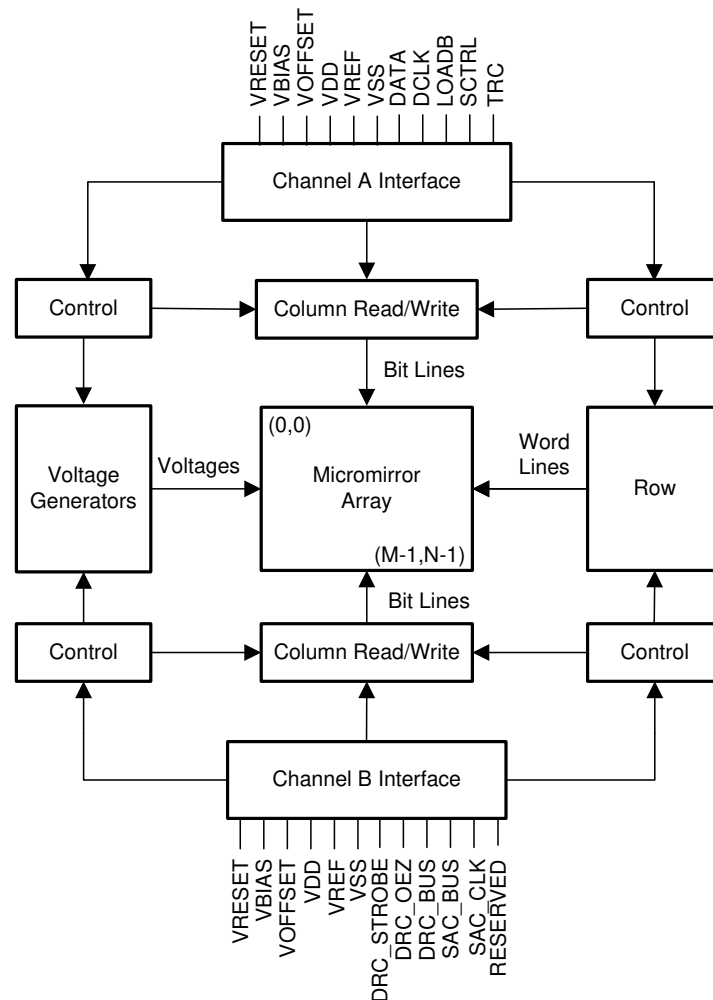 VRESET
VBIAS
VOFFSET
VDD
VREF
VSS
DATA
DCLK
LOADB
SCTRL
TRC
Channel A Interface
Control
Column Read/Write
Control
Bit Lines
(0,0)
Voltage
Generators
Voltages
Micromirror
Array
Word
Lines
Row
(M-1,N-1)
Bit Lines
Control
Column Read/Write
Control
Channel B Interface
VRESET
VBIAS
VOFFSET
VDD
VREF
VSS
DRC_STROBE
DRC_OEZ
DRC_BUS
SAC_BUS
SAC_CLK
RESERVED